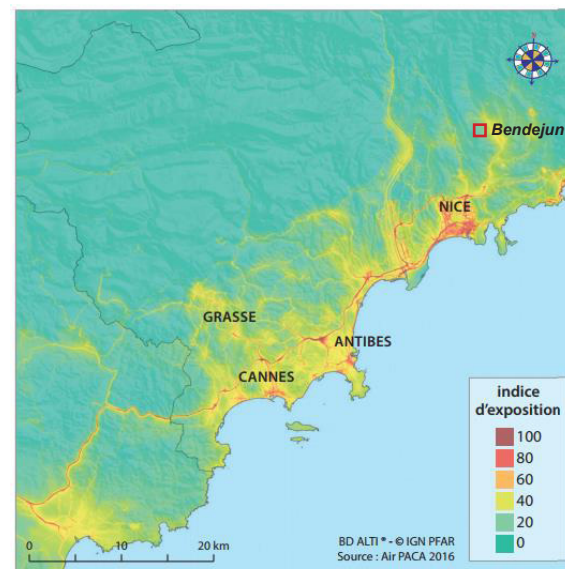 Bendejun
NICE
GRASSE
ANTIBES
CANNES
indice
d'exposition
100
80
60
40
20
0
0 10 20 km
BD ALTI ® - © IGN PFAR
Source : Air PACA 2016